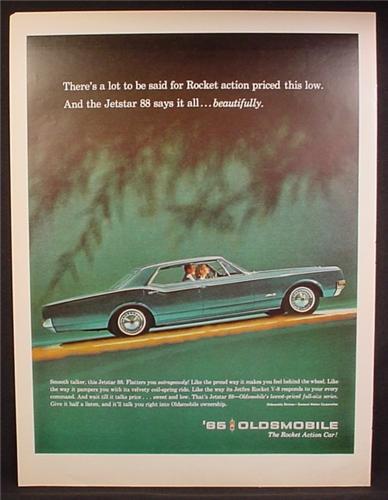 There's a lot to be said for Rocket action priced this low.
And the Jetstar 88 says it all...beautifully.
Smooth talker, this Jetstar 88. Flatters you outrageously! Like the proud way it makes you feel behind the wheel. Like
the way it pampers you with its velvety coil-spring ride. Like the way its Jetfire Rocket V-8 responds to your every
command. And wait till it talks price... sweet and low. That's Jetstar 88—Oldsmobile's lowest-priced full-size series.
Give it half a listen, and it'll talk you right into Oldsmobile ownership.
Oldsmobile Division • General Motors Corporation
'65 OLDSMOBILE
The Rocket Action Car!